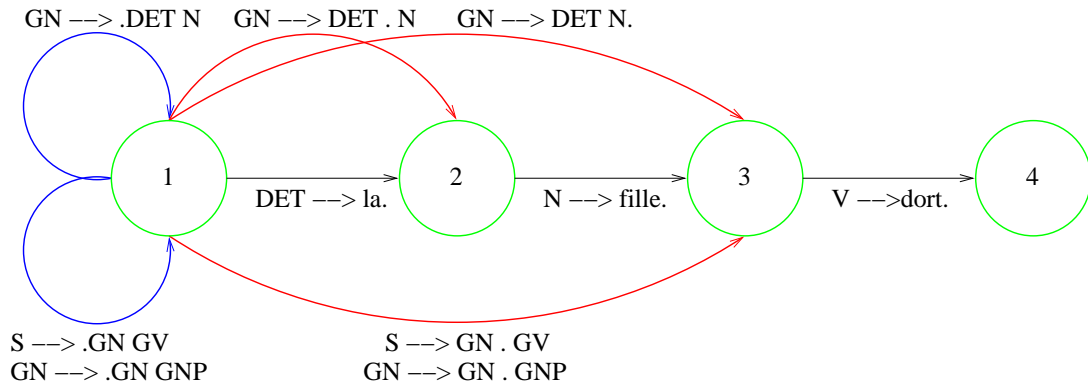 GN −−> .DET N
GN −−> DET . N
GN −−> DET N.
1
2
3
4
DET −−> la.
N −−> fille.
V −−>dort.
S −−> .GN GV
GN −−> .GN GNP
S −−> GN . GV
GN −−> GN . GNP